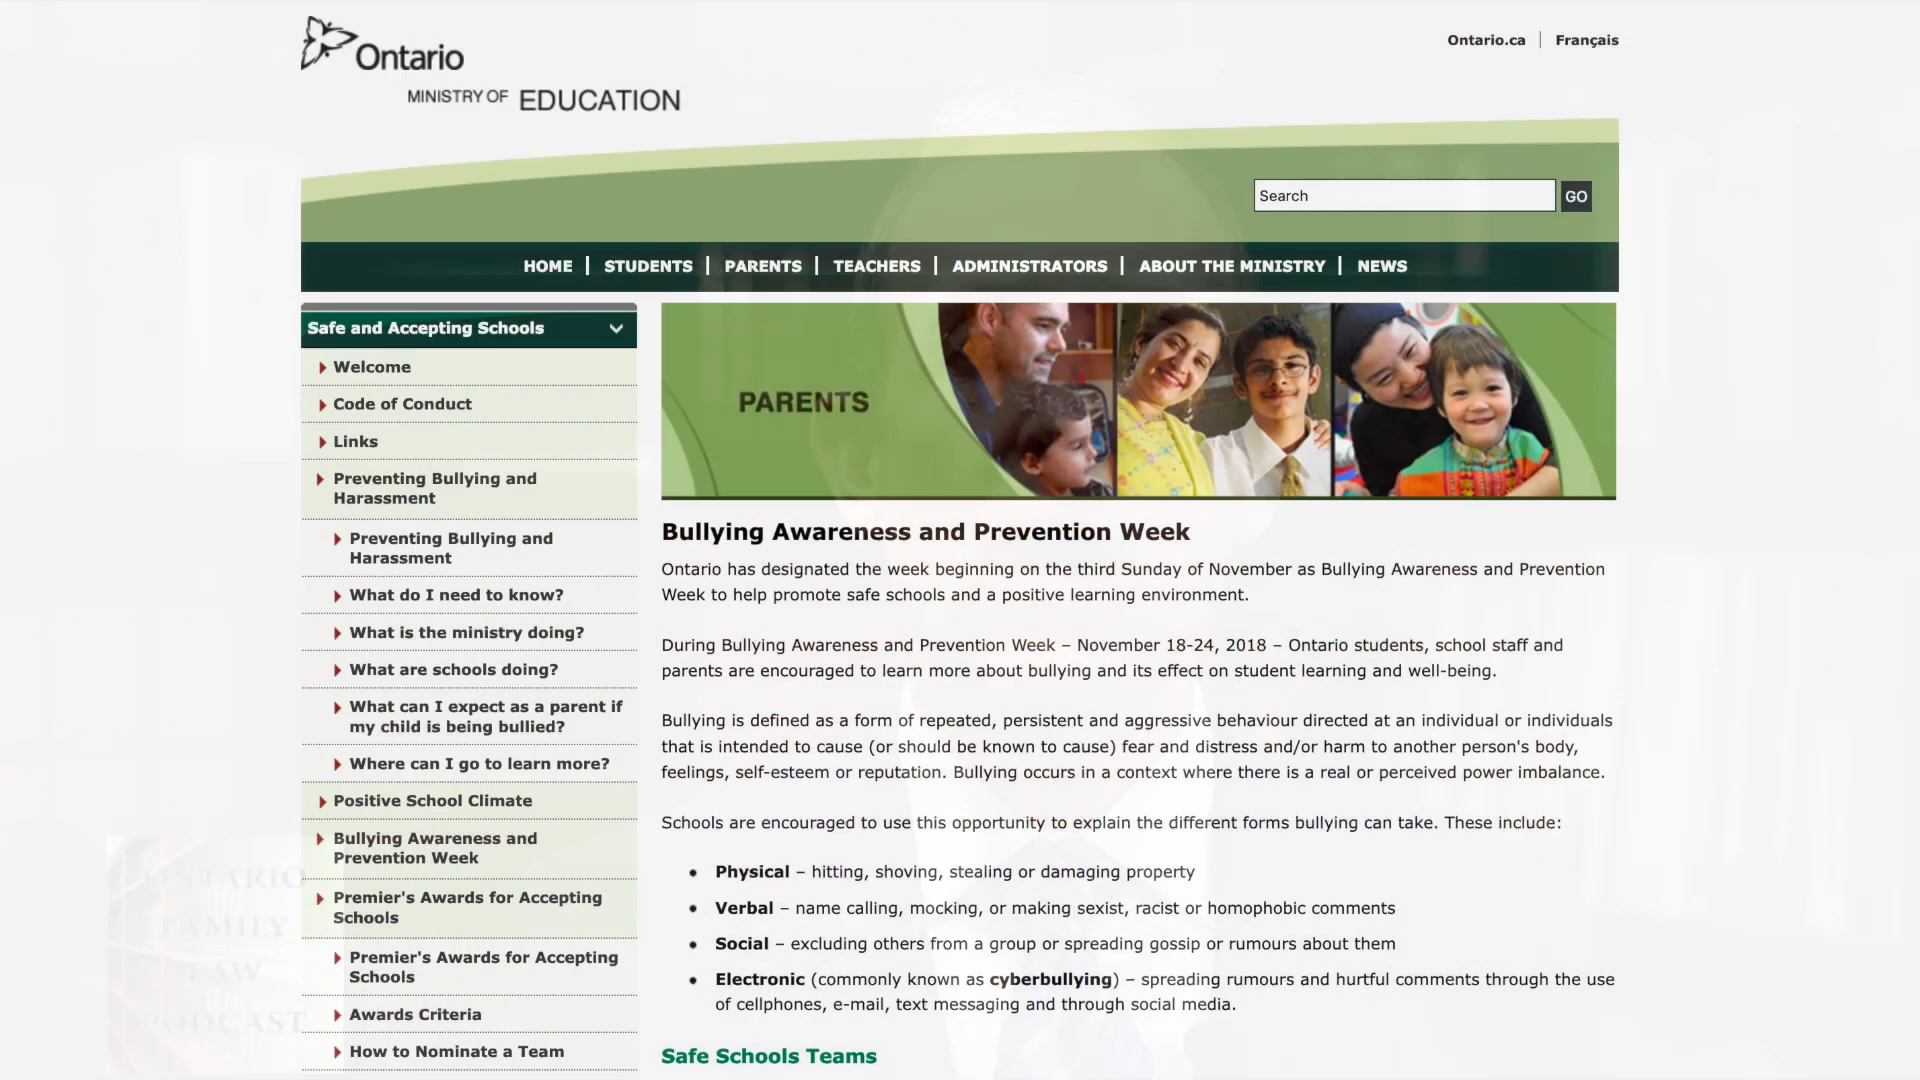 Ontario
MINISTRY OF EDUCATION
Ontario.ca | Français
Search GO
HOME | STUDENTS | PARENTS | TEACHERS | ADMINISTRATORS | ABOUT THE MINISTRY | NEWS
Safe and Accepting Schools
Welcome
Code of Conduct
Links
Preventing Bullying and
Harassment
Preventing Bullying and
Harassment
What do I need to know?
What is the ministry doing?
What are schools doing?
What can I expect as a parent if
my child is being bullied?
Where can I go to learn more?
Positive School Climate
Bullying Awareness and
Prevention Week
Premier's Awards for Accepting
Schools
Premier's Awards for Accepting
Schools
Awards Criteria
How to Nominate a Team
PARENTS
Bullying Awareness and Prevention Week
Ontario has designated the week beginning on the third Sunday of November as Bullying Awareness and Prevention
Week to help promote safe schools and a positive learning environment.
During Bullying Awareness and Prevention Week – November 18-24, 2018 – Ontario students, school staff and
parents are encouraged to learn more about bullying and its effect on student learning and well-being.
Bullying is defined as a form of repeated, persistent and aggressive behaviour directed at an individual or individuals
that is intended to cause (or should be known to cause) fear and distress and/or harm to another person's body,
feelings, self-esteem or reputation. Bullying occurs in a context where there is a real or perceived power imbalance.
Schools are encouraged to use this opportunity to explain the different forms bullying can take. These include:
• Physical – hitting, shoving, stealing or damaging property
• Verbal – name calling, mocking, or making sexist, racist or homophobic comments
• Social – excluding others from a group or spreading gossip or rumours about them
• Electronic (commonly known as cyberbullying) – spreading rumours and hurtful comments through the use
of cellphones, e-mail, text messaging and through social media.
Safe Schools Teams
ONTARIO
FAMILY
LAW
PODCAST